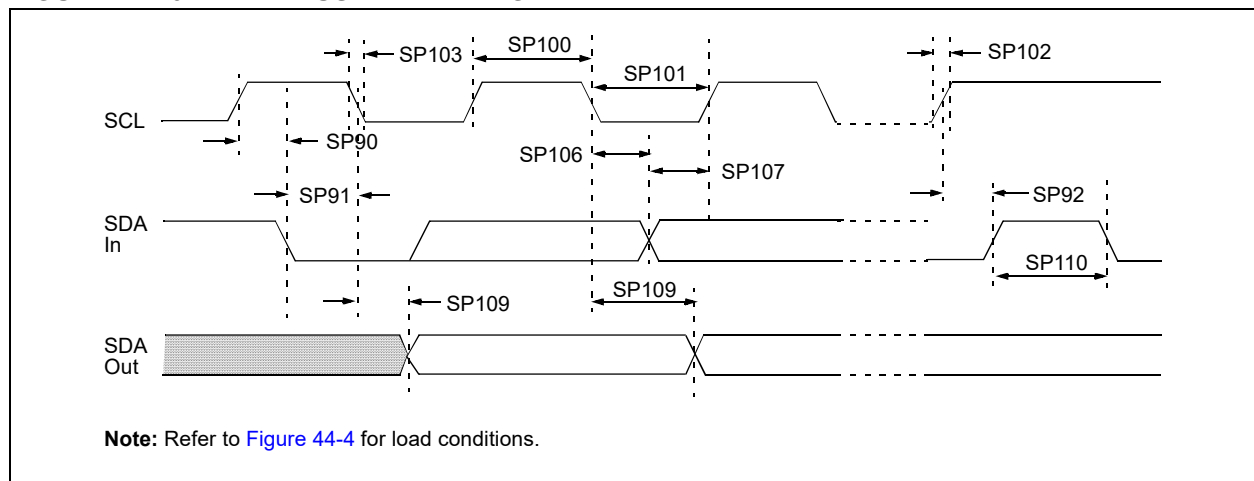 SP103
SP100
SP101
SP102
SCL
SP90
SP106
SP107
SP91
SP92
SDA
In
SP110
SP109
SP109
SDA
Out
Note: Refer to Figure 44-4 for load conditions.